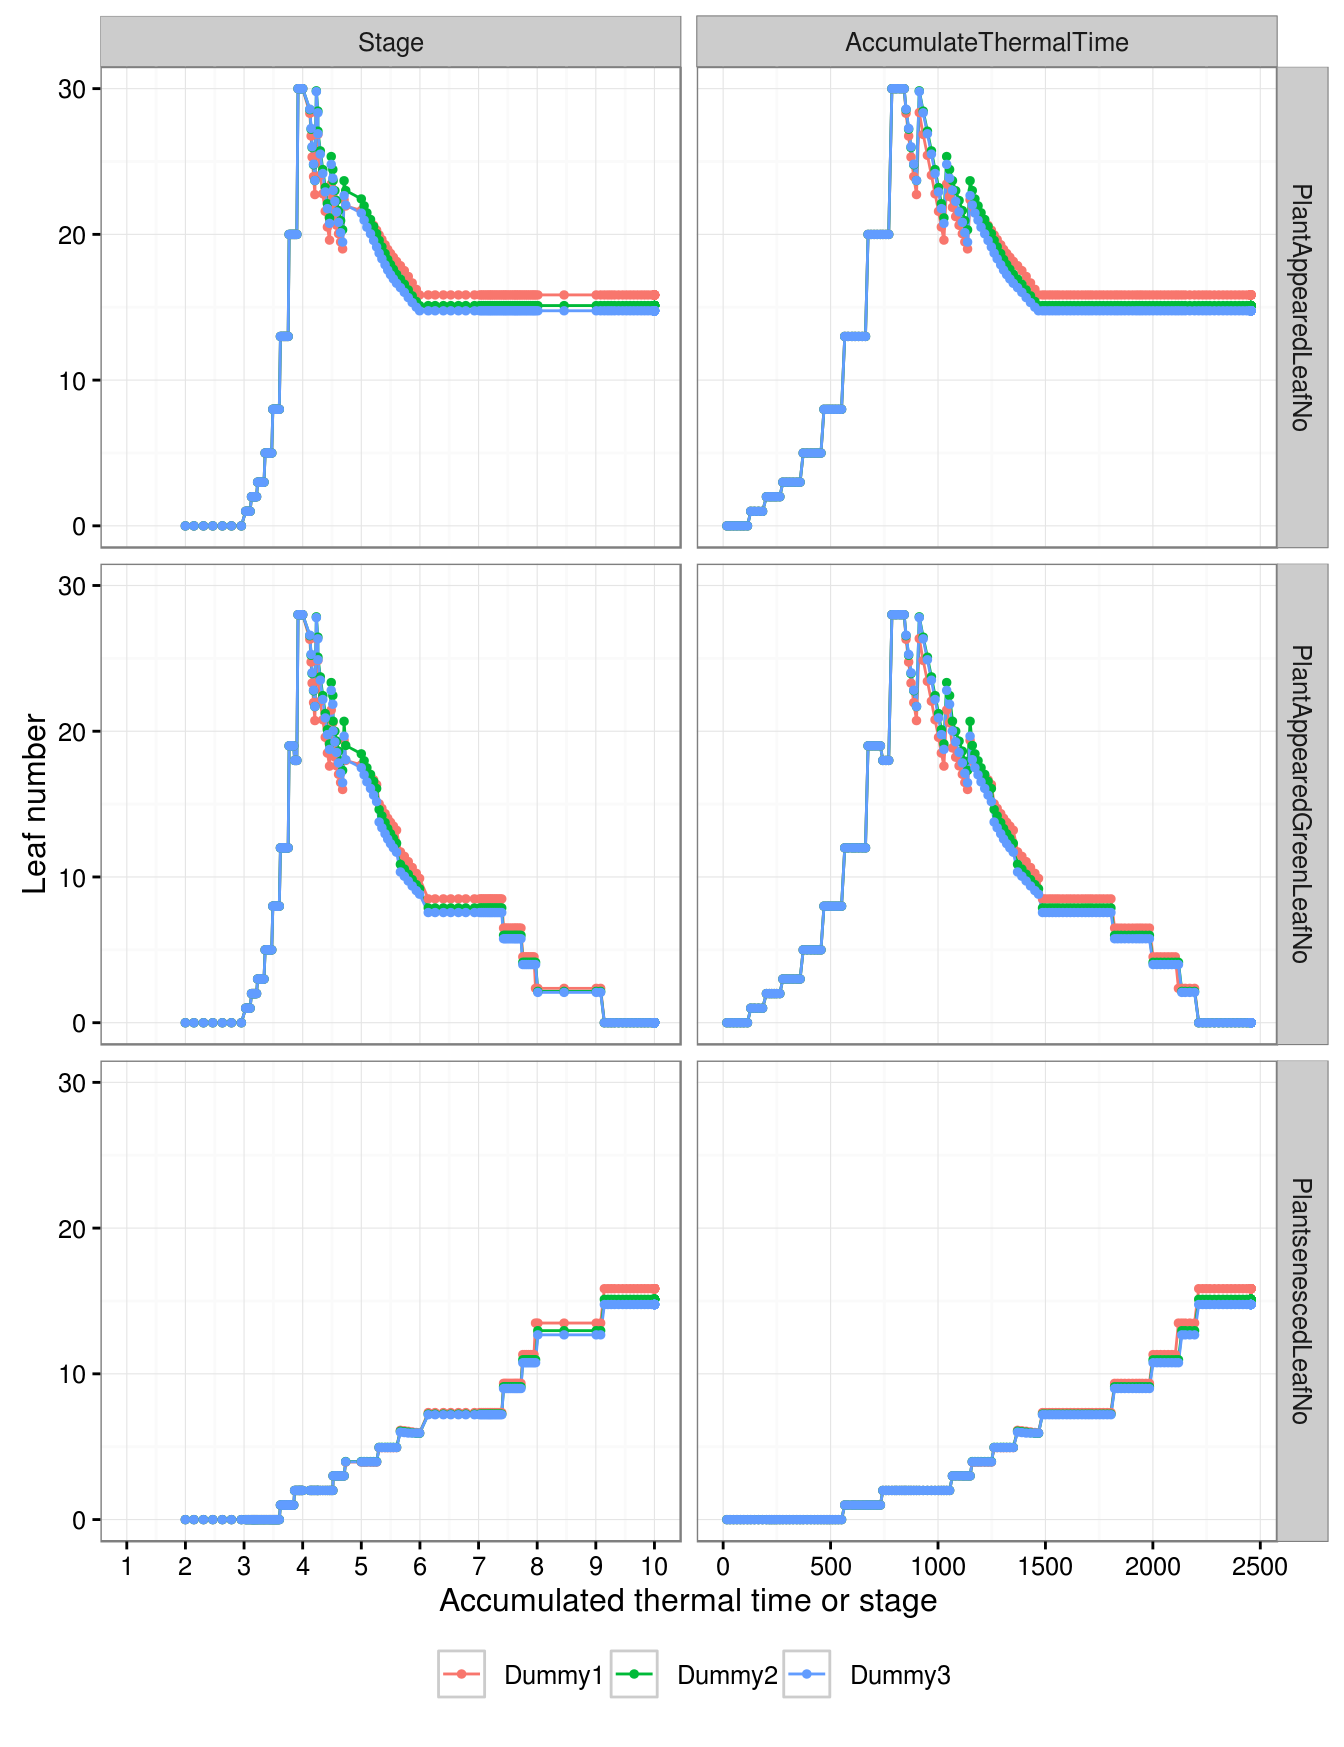 Stage
AccumulateThermalTime
30
20
10
0
PlantAppearedLeafNo
Leaf number
30
20
10
0
PlantAppearedGreenLeafNo
30
20
10
0
PlantsenescedLeafNo
1 2 3 4 5 6 7 8 9 10
0 500 1000 1500 2000 2500
Accumulated thermal time or stage
Dummy1 Dummy2 Dummy3